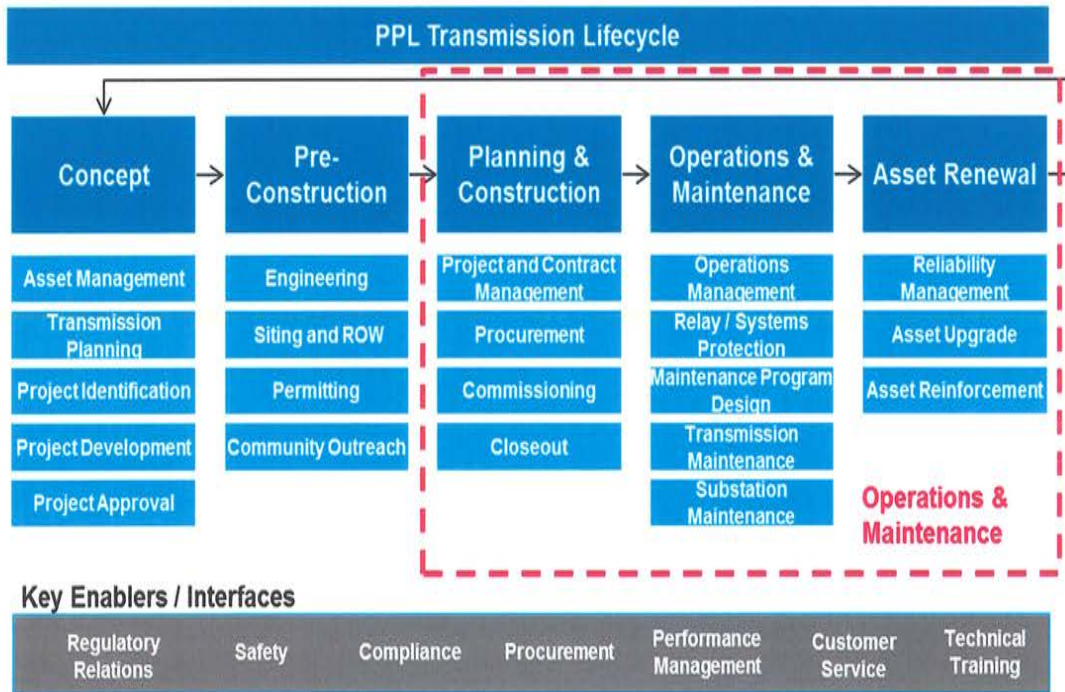 PPL Transmission Lifecycle
Concept
Pre-
Construction
Planning &
Construction
Operations &
Maintenance
Asset Renewal
Asset Management
Transmission
Planning
Project Identification
Project Development
Project Approval
Engineering
Siting and ROW
Permitting
Community Outreach
Project and Contract
Management
Procurement
Commissioning
Closeout
Operations
Management
Relay / Systems
Protection
Maintenance Program
Design
Transmission
Maintenance
Substation
Maintenance
Reliability
Management
Asset Upgrade
Asset Reinforcement
Operations &
Maintenance
Key Enablers / Interfaces
Regulatory
Relations
Safety
Compliance
Procurement
Performance
Management
Customer
Service
Technical
Training